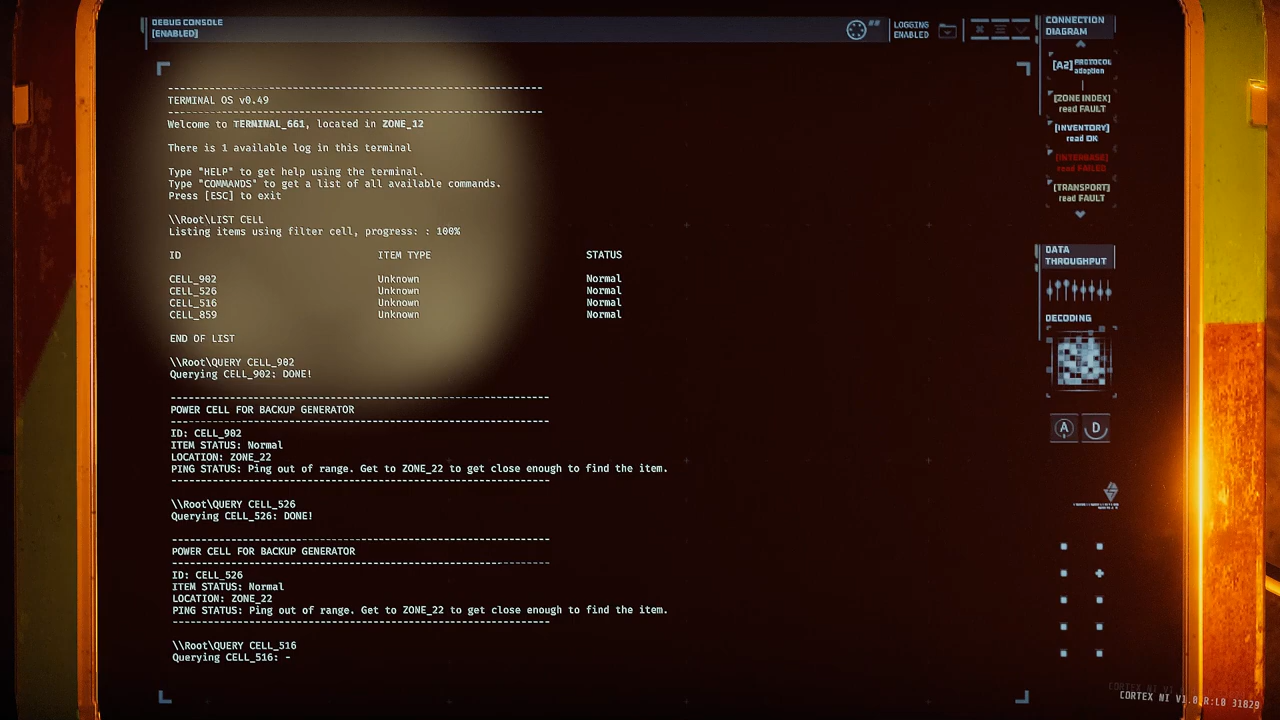 DEBUG CONSOLE
[ENABLED]
LOGGING
ENABLED
--------------------------------------------------------------
TERMINAL OS v0.49
--------------------------------------------------------------
Welcome to TERMINAL_661, located in ZONE_12
There is 1 available log in this terminal
Type "HELP" to get help using the terminal.
Type "COMMANDS" to get a list of all available commands.
Press [ESC] to exit
\\Root\LIST CELL
Listing items using filter cell, progress: : 100%
ID ITEM TYPE STATUS
CELL_902 Unknown Normal
CELL_526 Unknown Normal
CELL_516 Unknown Normal
CELL_859 Unknown Normal
END OF LIST
\\Root\QUERY CELL_902
Querying CELL_902: DONE!
--------------------------------------------------------------
POWER CELL FOR BACKUP GENERATOR
--------------------------------------------------------------
ID: CELL_902
ITEM STATUS: Normal
LOCATION: ZONE_22
PING STATUS: Ping out of range. Get to ZONE_22 to get close enough to find the item.
--------------------------------------------------------------
\\Root\QUERY CELL_526
Querying CELL_526: DONE!
--------------------------------------------------------------
POWER CELL FOR BACKUP GENERATOR
--------------------------------------------------------------
ID: CELL_526
ITEM STATUS: Normal
LOCATION: ZONE_22
PING STATUS: Ping out of range. Get to ZONE_22 to get close enough to find the item.
--------------------------------------------------------------
\\Root\QUERY CELL_516
Querying CELL_516: -
CONNECTION
DIAGRAM
[A2] PROTOCOL
adoption
[ZONE INDEX]
read FAULT
[INVENTORY]
read OK
[INTERBASE]
read FAILED
[TRANSPORT]
read FAULT
DATA
THROUGHPUT
DECODING
A D
CORTEX NI V1.0 R:L0 31829